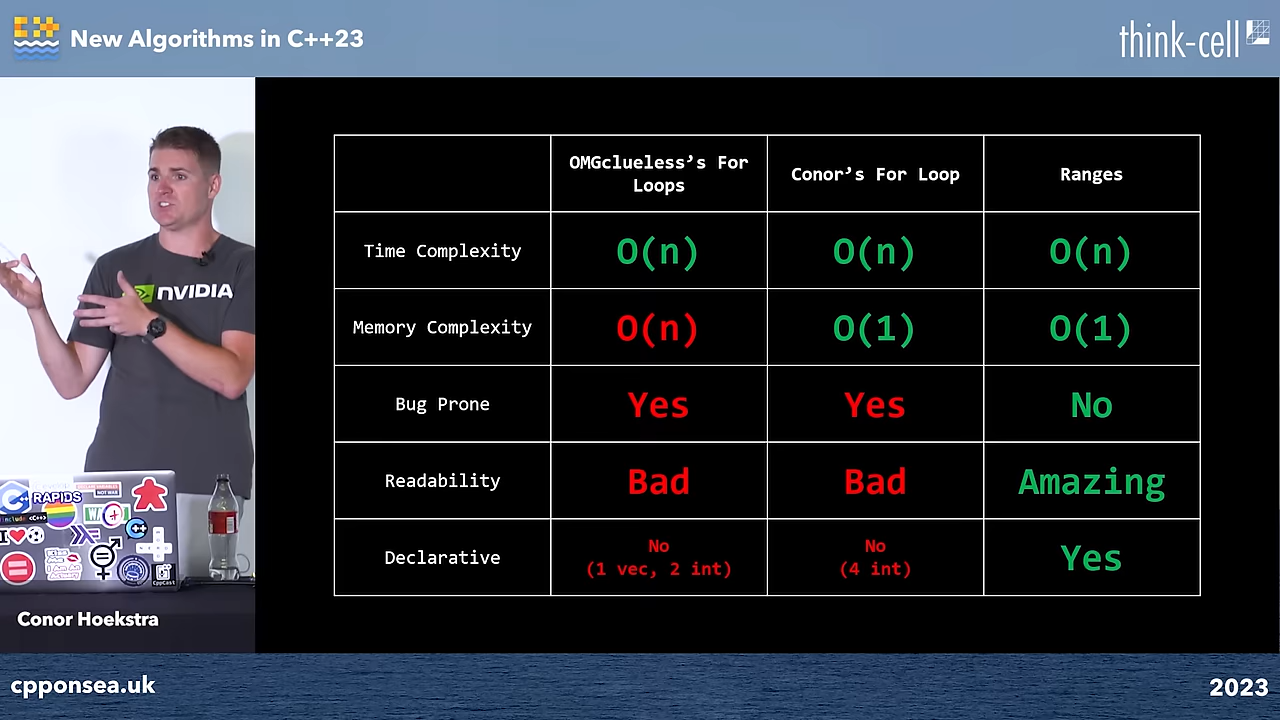 New Algorithms in C++23
think-cell
OMGclueless’s For
Loops
Conor’s For Loop
Ranges
Time Complexity
O(n)
O(n)
O(n)
Memory Complexity
O(n)
O(1)
O(1)
Bug Prone
Yes
Yes
No
Readability
Bad
Bad
Amazing
Declarative
No
(1 vec, 2 int)
No
(4 int)
Yes
NVIDIA
RAPIDS
#include <C++>
CppCast
Conor Hoekstra
cpponsea.uk
2023